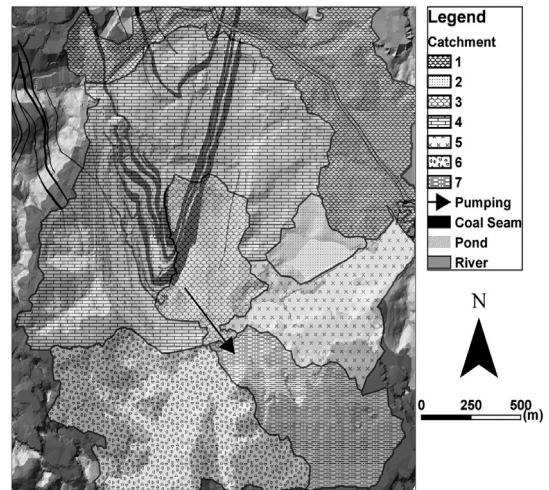 Legend
Catchment
1
2
3
4
5
6
7
Pumping
Coal Seam
Pond
River
N
0 250 500
(m)